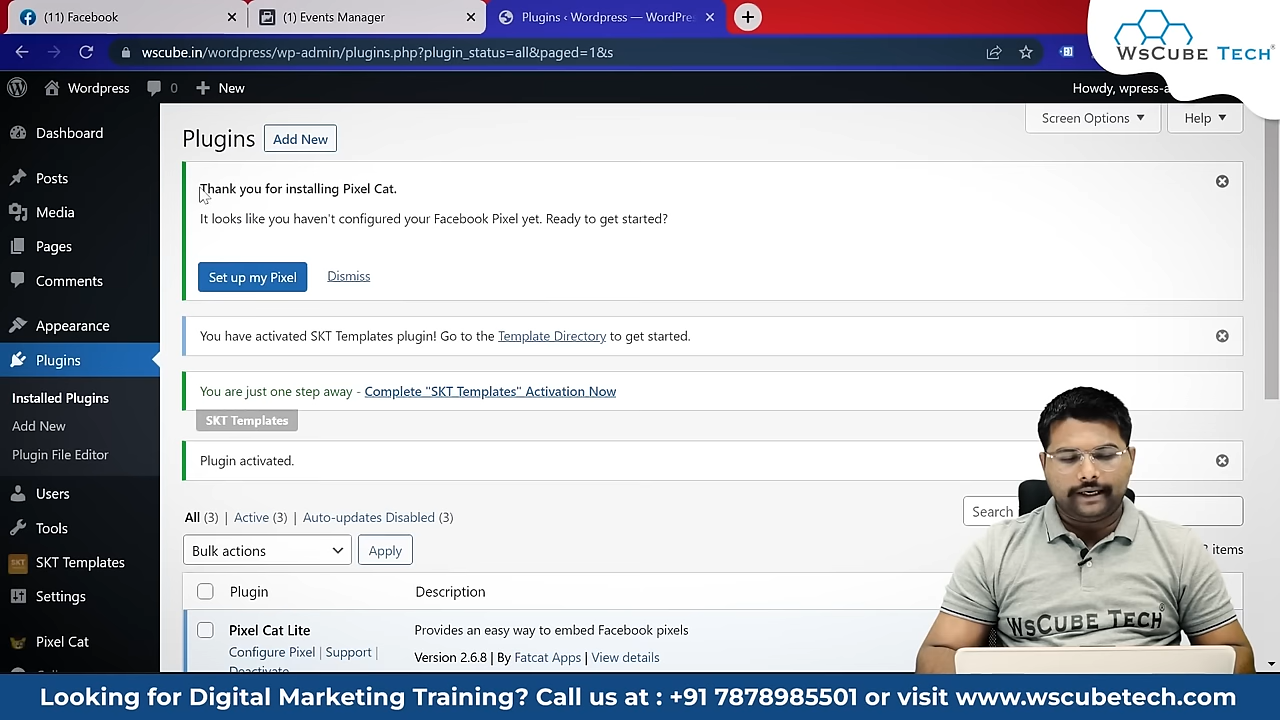 (11) Facebook
(1) Events Manager
Plugins ‹ Wordpress — WordPre
WsCube Tech
wscube.in/wordpress/wp-admin/plugins.php?plugin_status=all&paged=1&s
Wordpress
0
New
Howdy, wpress-a
Screen Options
Help
Dashboard
Posts
Media
Pages
Comments
Appearance
Plugins
Installed Plugins
Add New
Plugin File Editor
Users
Tools
SKT
SKT Templates
Settings
Pixel Cat
Plugins
Add New
Thank you for installing Pixel Cat.
It looks like you haven't configured your Facebook Pixel yet. Ready to get started?
Set up my Pixel
Dismiss
You have activated SKT Templates plugin! Go to the Template Directory to get started.
You are just one step away - Complete "SKT Templates" Activation Now
SKT Templates
Plugin activated.
All (3) | Active (3) | Auto-updates Disabled (3)
Search
Bulk actions
Apply
items
Plugin
Description
Pixel Cat Lite
Provides an easy way to embed Facebook pixels
Configure Pixel | Support |
Deactivate
Version 2.6.8 | By Fatcat Apps | View details
WsCube Tech
Looking for Digital Marketing Training? Call us at : +91 7878985501 or visit www.wscubetech.com